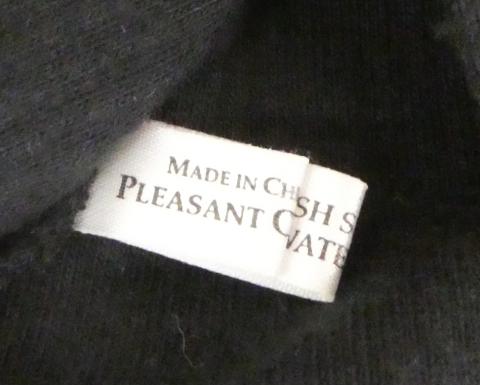 MADE IN CH
PLEASANT C
SH S
VATE